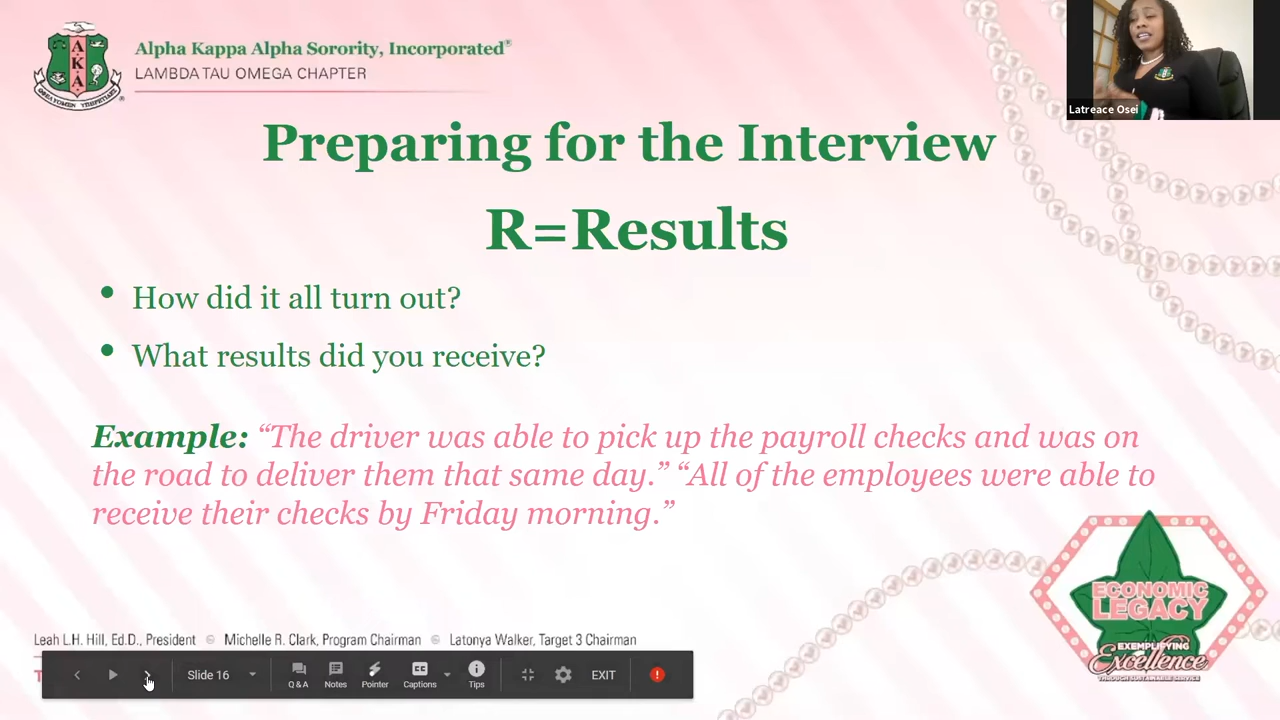 Alpha Kappa Alpha Sorority, Incorporated®
LAMBDA TAU OMEGA CHAPTER
AKA
Latreace Osei
Preparing for the Interview
R=Results
• How did it all turn out?
• What results did you receive?
Example: “The driver was able to pick up the payroll checks and was on
the road to deliver them that same day.” “All of the employees were able to
receive their checks by Friday morning.”
ECONOMIC
LEGACY
EXEMPLIFYING
Excellence
THROUGH SUSTAINABLE SERVICE
Leah L.H. Hill, Ed.D., President Michelle R. Clark, Program Chairman Latonya Walker, Target 3 Chairman
Slide 16
Q & A
Notes
Pointer
Captions
Tips
EXIT